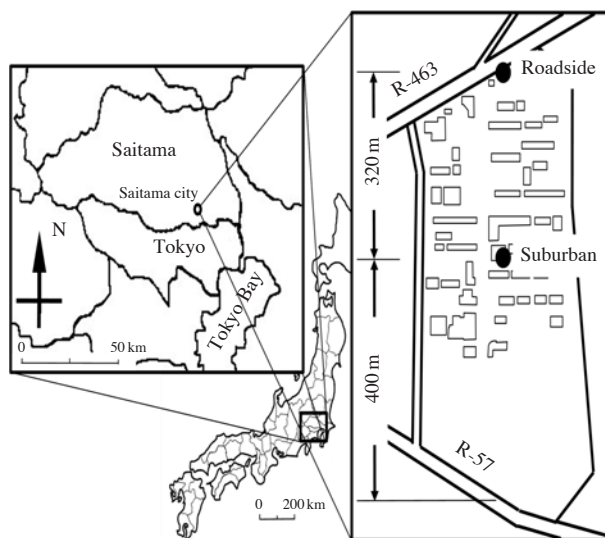 Saitama
Saitama city
N
Tokyo
Tokyo Bay
0 50 km
0 200 km
R-463
Roadside
320 m
Suburban
400 m
R-57